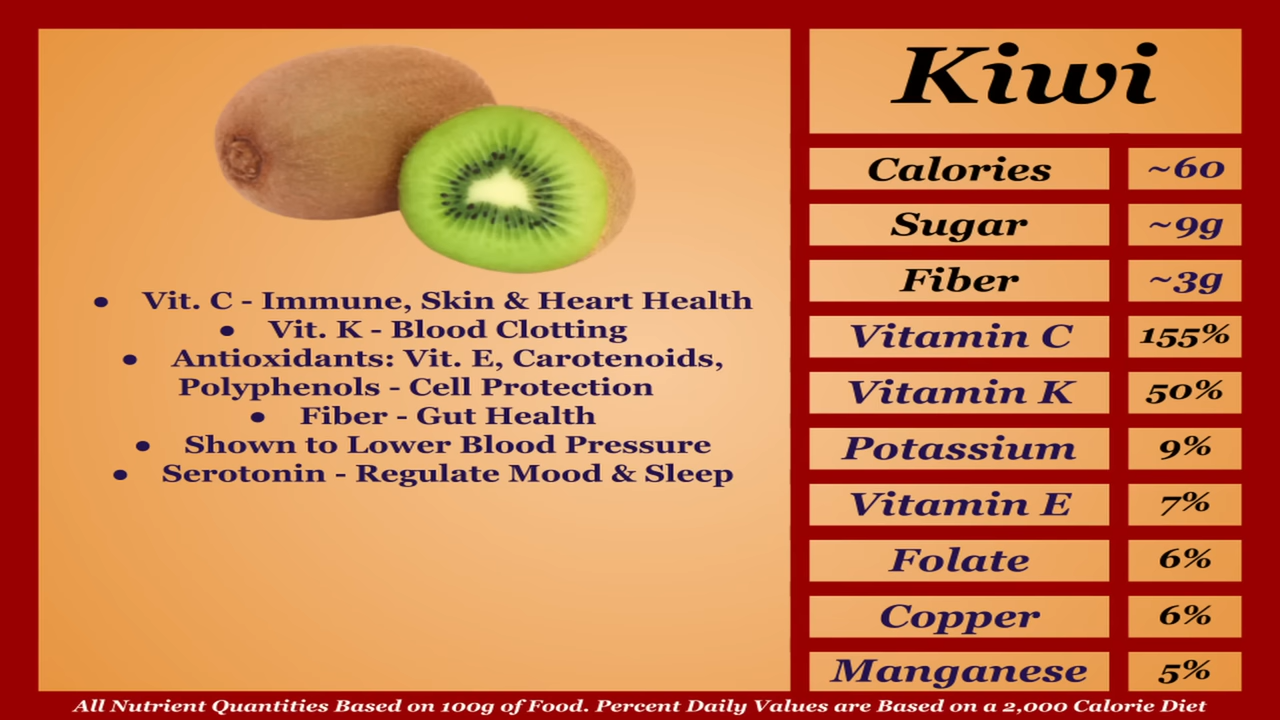 Kiwi
• Vit. C - Immune, Skin & Heart Health
• Vit. K - Blood Clotting
• Antioxidants: Vit. E, Carotenoids,
Polyphenols - Cell Protection
• Fiber - Gut Health
• Shown to Lower Blood Pressure
• Serotonin - Regulate Mood & Sleep
Calories ~60
Sugar ~9g
Fiber ~3g
Vitamin C 155%
Vitamin K 50%
Potassium 9%
Vitamin E 7%
Folate 6%
Copper 6%
Manganese 5%
All Nutrient Quantities Based on 100g of Food. Percent Daily Values are Based on a 2,000 Calorie Diet